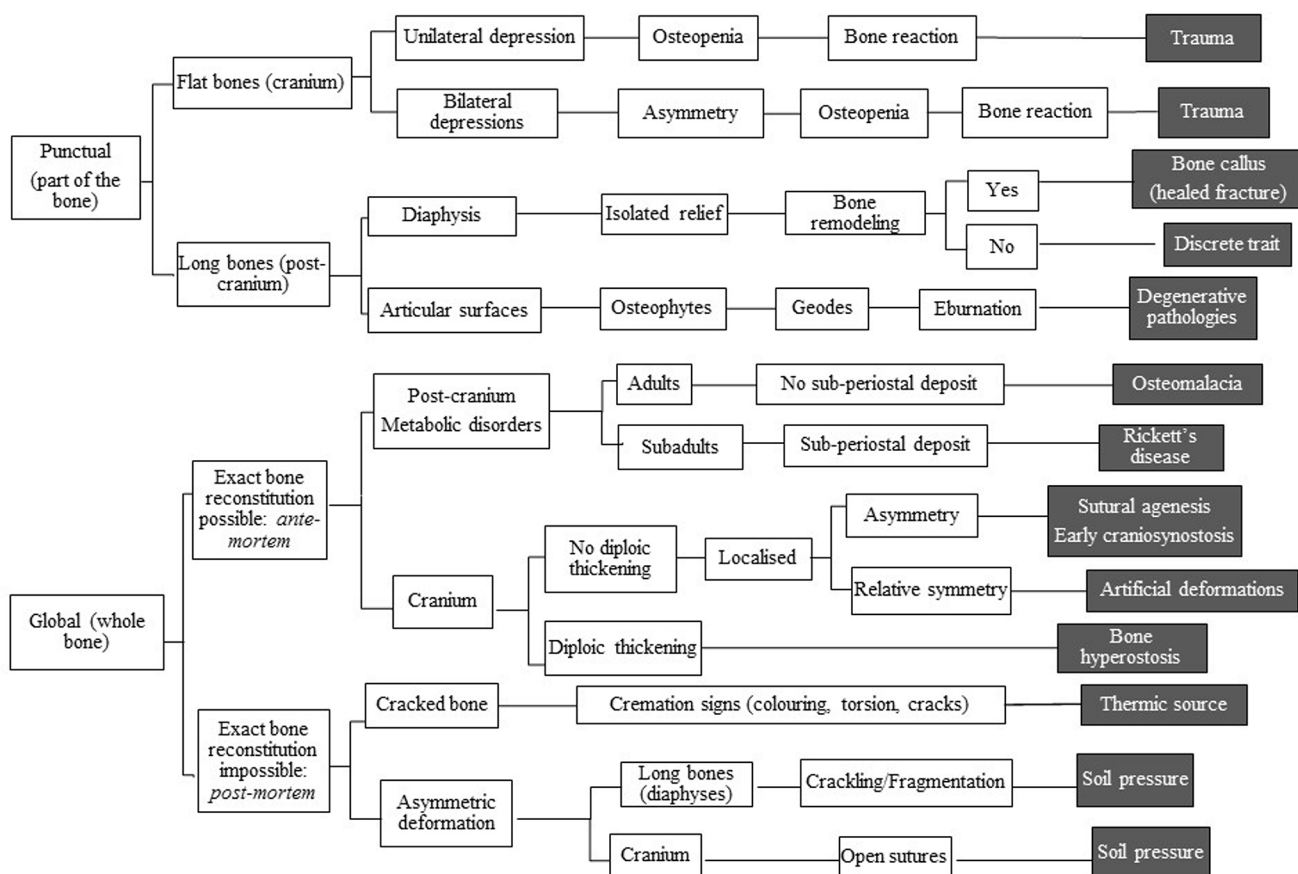 Unilateral depression
Osteopenia
Bone reaction
Trauma
Flat bones (cranium)
Bilateral
depressions
Asymmetry
Osteopenia
Bone reaction
Trauma
Punctual
(part of the
bone)
Diaphysis
Isolated relief
Bone
remodeling
Yes
Bone callus
(healed fracture)
No
Discrete trait
Long bones (post-
cranium)
Articular surfaces
Osteophytes
Geodes
Eburnation
Degenerative
pathologies
Post-cranium
Metabolic disorders
Adults
No sub-periostal deposit
Osteomalacia
Subadults
Sub-periostal deposit
Rickett's
disease
Exact bone
reconstitution
possible: ante-
mortem
No diploic
thickening
Localised
Asymmetry
Sutural agenesis
Early craniosynostosis
Relative symmetry
Artificial deformations
Cranium
Diploic thickening
Bone
hyperostosis
Global (whole
bone)
Cracked bone
Cremation signs (colouring, torsion, cracks)
Thermic source
Exact bone
reconstitution
impossible:
post-mortem
Asymmetric
deformation
Long bones
(diaphyses)
Crackling/Fragmentation
Soil pressure
Cranium
Open sutures
Soil pressure